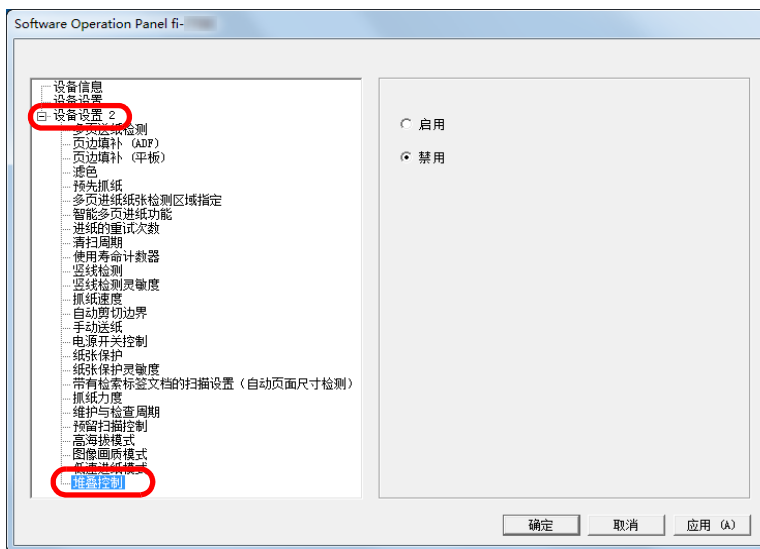 Software Operation Panel fi-
设备信息
设备设置
设备设置 2
多页送纸检测
页边填补 (ADF)
页边填补 (平板)
滤色
预先抓纸
多页进纸纸张检测区域指定
智能多页进纸功能
进纸的重试次数
清扫周期
使用寿命计数器
竖线检测
竖线检测灵敏度
抓纸速度
自动剪切边界
手动送纸
电源开关控制
纸张保护
纸张保护灵敏度
带有检索标签文档的扫描设置(自动页面尺寸检测)
抓纸力度
维护与检查周期
预留扫描控制
高海拔模式
图像画质模式
低速进纸模式
堆叠控制
启用
禁用
确定
取消
应用 (A)